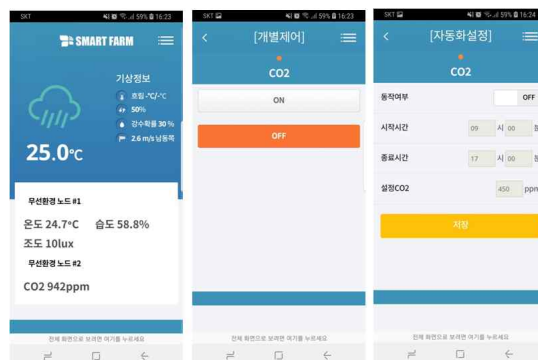 SKT 59% 16:23
SMART FARM
기상정보
흐림 -℃/-℃
50%
강수확률 30 %
2.6 m/s 남동쪽
25.0℃
무선환경 노드 #1
온도 24.7℃ 습도 58.8%
조도 10lux
무선환경 노드 #2
CO2 942ppm
전체 화면으로 보려면 여기를 누르세요
SKT 59% 16:23
[개별제어]
CO2
ON
OFF
전체 화면으로 보려면 여기를 누르세요
SKT 59% 16:24
[자동화설정]
CO2
동작여부 OFF
시작시간 09 시 00 분
종료시간 17 시 00 분
설정CO2 450 ppm
저장
전체 화면으로 보려면 여기를 누르세요